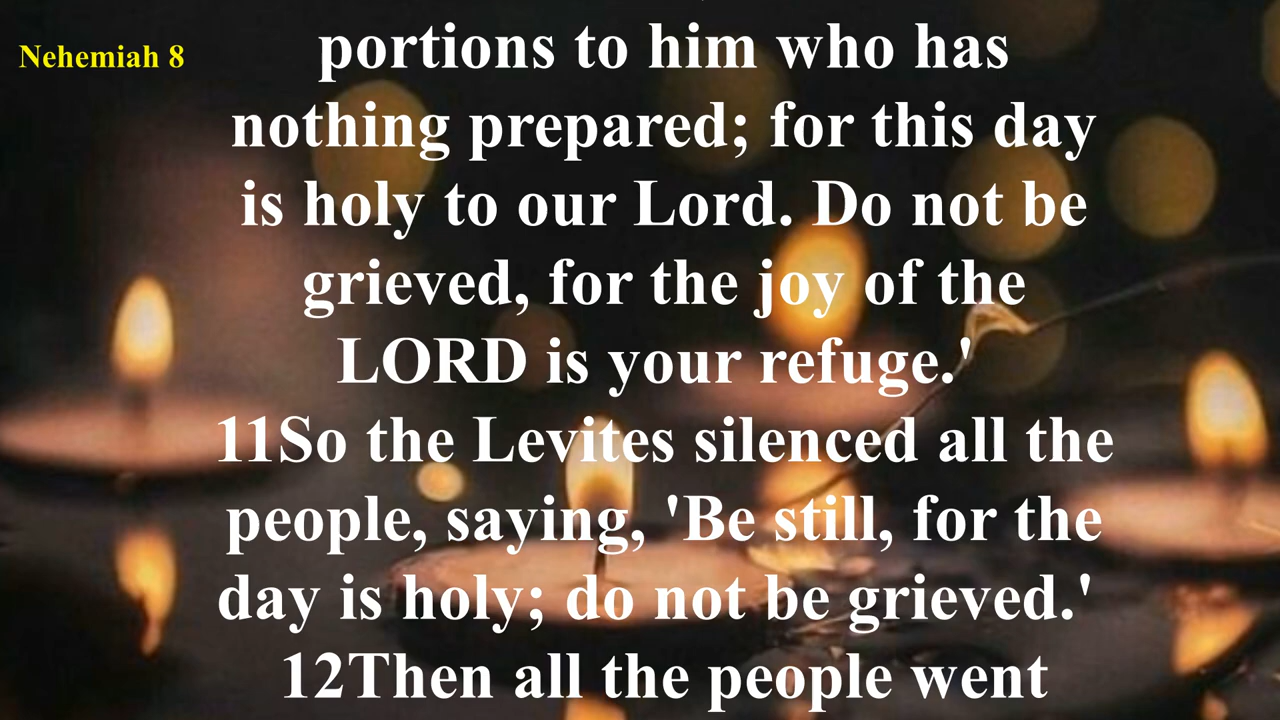 Nehemiah 8
portions to him who has
nothing prepared; for this day
is holy to our Lord. Do not be
grieved, for the joy of the
LORD is your refuge.'
11So the Levites silenced all the
people, saying, 'Be still, for the
day is holy; do not be grieved.'
12Then all the people went